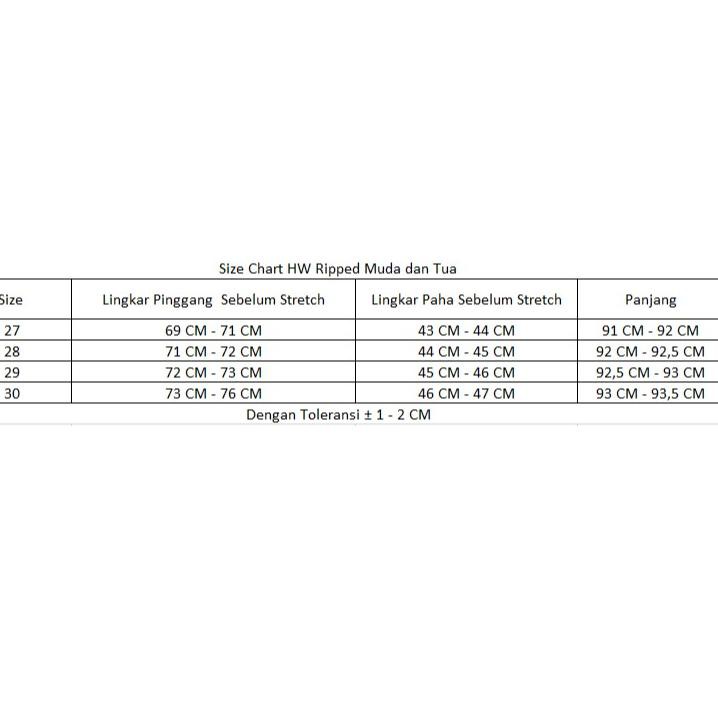 Size Chart HW Ripped Muda dan Tua
Size Lingkar Pinggang Sebelum Stretch Lingkar Paha Sebelum Stretch Panjang
27 69 CM - 71 CM 43 CM - 44 CM 91 CM - 92 CM
28 71 CM - 72 CM 44 CM - 45 CM 92 CM - 92,5 CM
29 72 CM - 73 CM 45 CM - 46 CM 92,5 CM - 93 CM
30 73 CM - 76 CM 46 CM - 47 CM 93 CM - 93,5 CM
Dengan Toleransi ± 1 - 2 CM